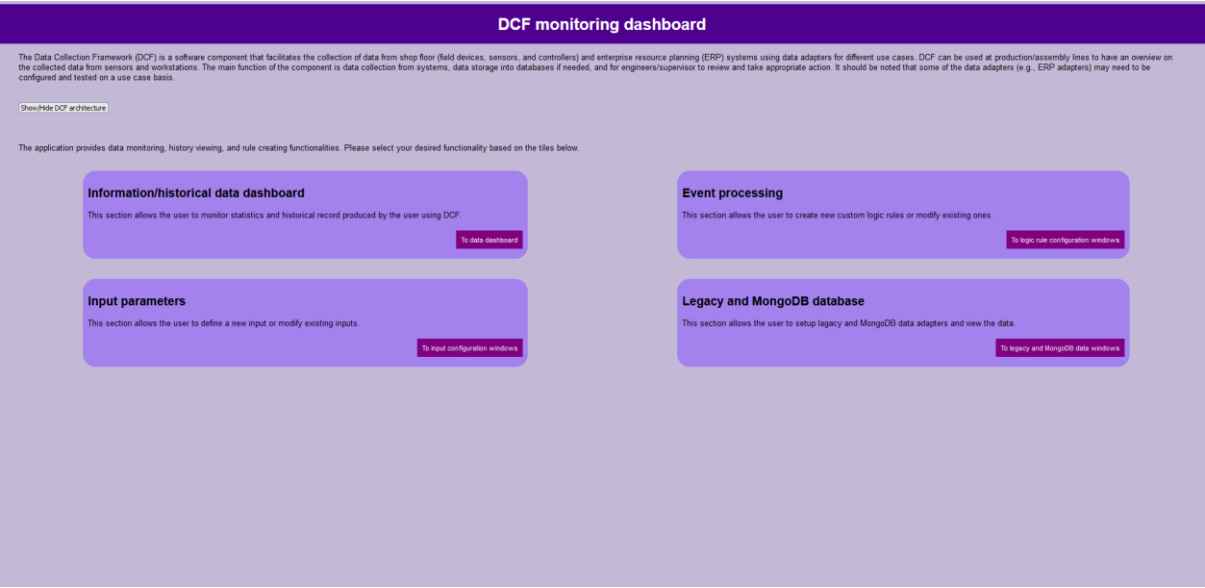 DCF monitoring dashboard
The Data Collection Framework (DCF) is a software component that facilitates the collection of data from shop floor (field devices, sensors, and controllers) and enterprise resource planning (ERP) systems using data adapters for different use cases. DCF can be used at production/assembly lines to have an overview on
the collected data from sensors and workstations. The main function of the component is data collection from systems, data storage into databases if needed, and for engineers/supervisor to review and take appropriate action. It should be noted that some of the data adapters (e.g., ERP adapters) may need to be
configured and tested on a use case basis.
Show/Hide DCF architecture
The application provides data monitoring, history viewing, and rule creating functionalities. Please select your desired functionality based on the tiles below.
Information/historical data dashboard
This section allows the user to monitor statistics and historical record produced by the user using DCF.
To data dashboard
Event processing
This section allows the user to create new custom logic rules or modify existing ones.
To logic rule configuration windows
Input parameters
This section allows the user to define a new input or modify existing inputs.
To input configuration windows
Legacy and MongoDB database
This section allows the user to setup lagacy and MongoDB data adapters and view the data.
To legacy and MongoDB data windows